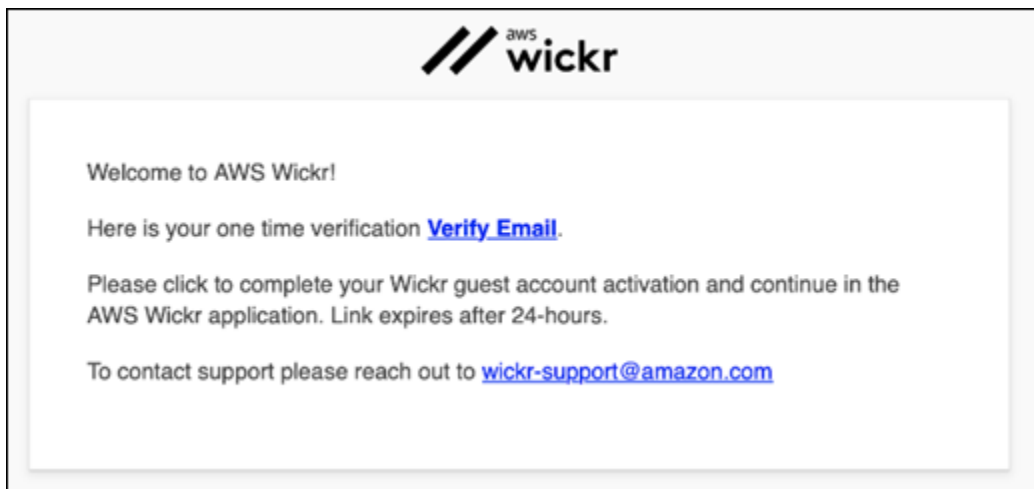 aws
wickr
Welcome to AWS Wickr!
Here is your one time verification Verify Email.
Please click to complete your Wickr guest account activation and continue in the
AWS Wickr application. Link expires after 24-hours.
To contact support please reach out to wickr-support@amazon.com